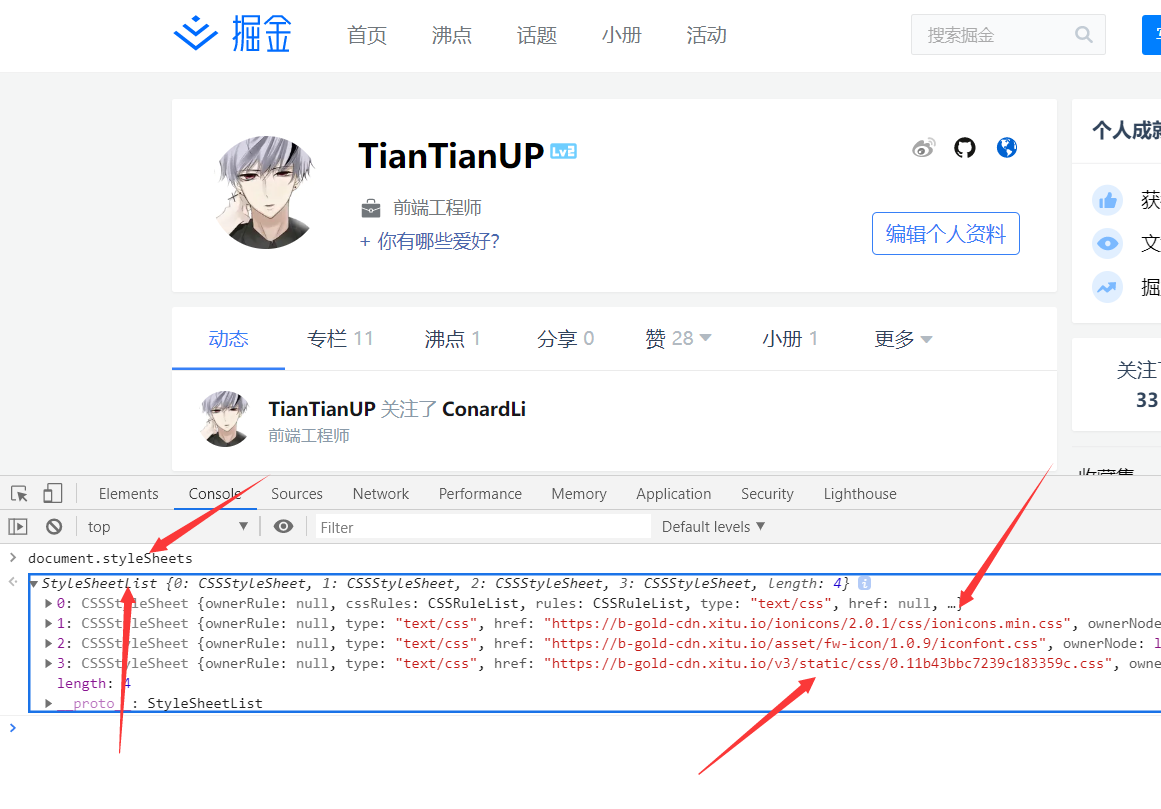 掘金 首页 沸点 话题 小册 活动 搜索掘金
TianTianUP Lv2
个人成就
前端工程师
+ 你有哪些爱好?
编辑个人资料
获
文
掘
动态 专栏 11 沸点 1 分享 0 赞 28 小册 1 更多
关注了
33
TianTianUP 关注了 ConardLi
前端工程师
收藏集
Elements Console Sources Network Performance Memory Application Security Lighthouse
top Filter Default levels
document.styleSheets
StyleSheetList {0: CSSStyleSheet, 1: CSSStyleSheet, 2: CSSStyleSheet, 3: CSSStyleSheet, length: 4}
0: CSSStyleSheet {ownerRule: null, cssRules: CSSRuleList, rules: CSSRuleList, type: "text/css", href: null, …}
1: CSSStyleSheet {ownerRule: null, type: "text/css", href: "https://b-gold-cdn.xitu.io/ionicons/2.0.1/css/ionicons.min.css", ownerNode
2: CSSStyleSheet {ownerRule: null, type: "text/css", href: "https://b-gold-cdn.xitu.io/asset/fw-icon/1.0.9/iconfont.css", ownerNode: l
3: CSSStyleSheet {ownerRule: null, type: "text/css", href: "https://b-gold-cdn.xitu.io/v3/static/css/0.11b43bbc7239c183359c.css", owne
length: 4
__proto__: StyleSheetList